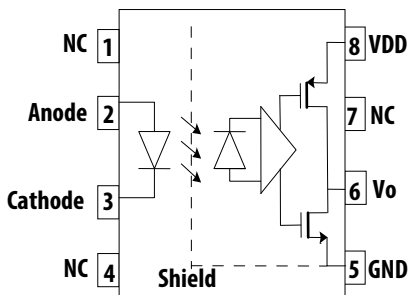 NC 1
Anode 2
Cathode 3
NC 4
Shield
8 VDD
7 NC
6 Vo
5 GND